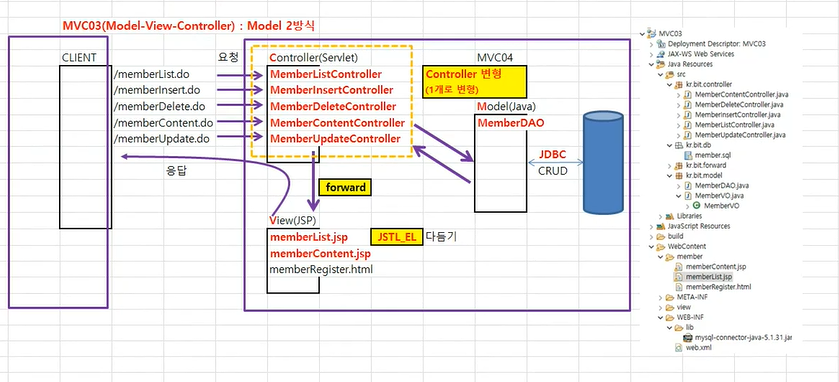 MVC03(Model-View-Controller) : Model 2방식
CLIENT
요청
Controller(Servlet)
MVC04
/memberList.do
MemberListController
Controller 변형
(1개로 변형)
/memberInsert.do
MemberInsertController
/memberDelete.do
MemberDeleteController
Model(Java)
/memberContent.do
MemberContentController
MemberDAO
/memberUpdate.do
MemberUpdateController
JDBC
CRUD
응답
forward
View(JSP)
memberList.jsp
JSTL_EL 다듬기
memberContent.jsp
memberRegister.html
MVC03
Deployment Descriptor: MVC03
JAX-WS Web Services
Java Resources
src
kr.bit.controller
MemberContentController.java
MemberDeleteController.java
MemberInsertController.java
MemberListController.java
MemberUpdateController.java
kr.bit.db
member.sql
kr.bit.forward
kr.bit.model
MemberDAO.java
MemberVO.java
MemberVO
Libraries
JavaScript Resources
build
WebContent
member
memberContent.jsp
memberList.jsp
memberRegister.html
META-INF
view
WEB-INF
lib
mysql-connector-java-5.1.31.jar
web.xml